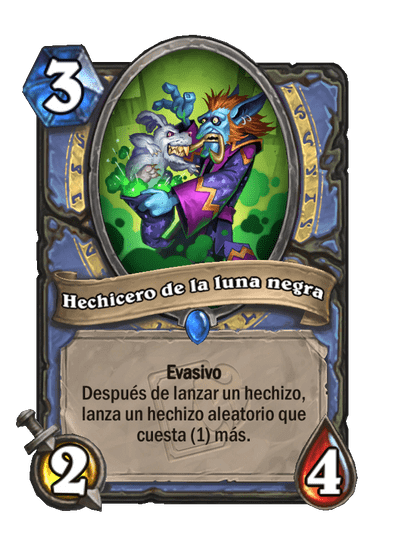 3
Hechicero de la luna negra
Evasivo
Después de lanzar un hechizo,
lanza un hechizo aleatorio que
cuesta (1) más.
2
4